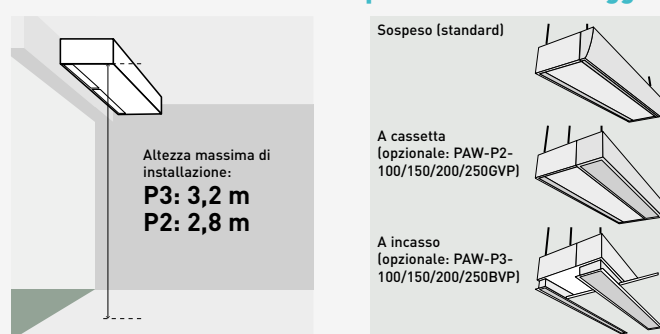 Altezza massima di
installazione:
P3: 3,2 m
P2: 2,8 m
Sospeso (standard)
A cassetta
(opzionale: PAW-P2-
100/150/200/250GVP)
A incasso
(opzionale: PAW-P3-
100/150/200/250BVP)